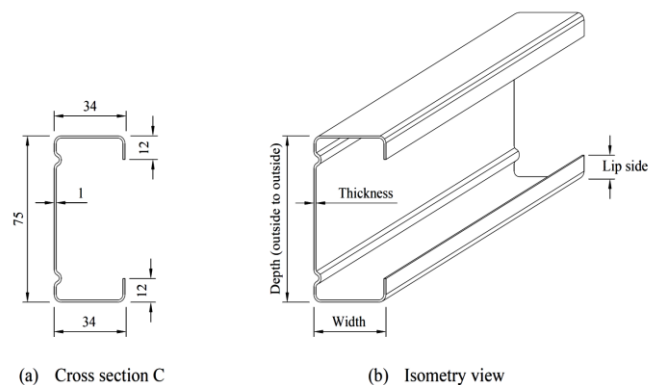 34
12
75
1
12
34
Depth (outside to outside)
Thickness
Lip side
Width
(a) Cross section C
(b) Isometry view